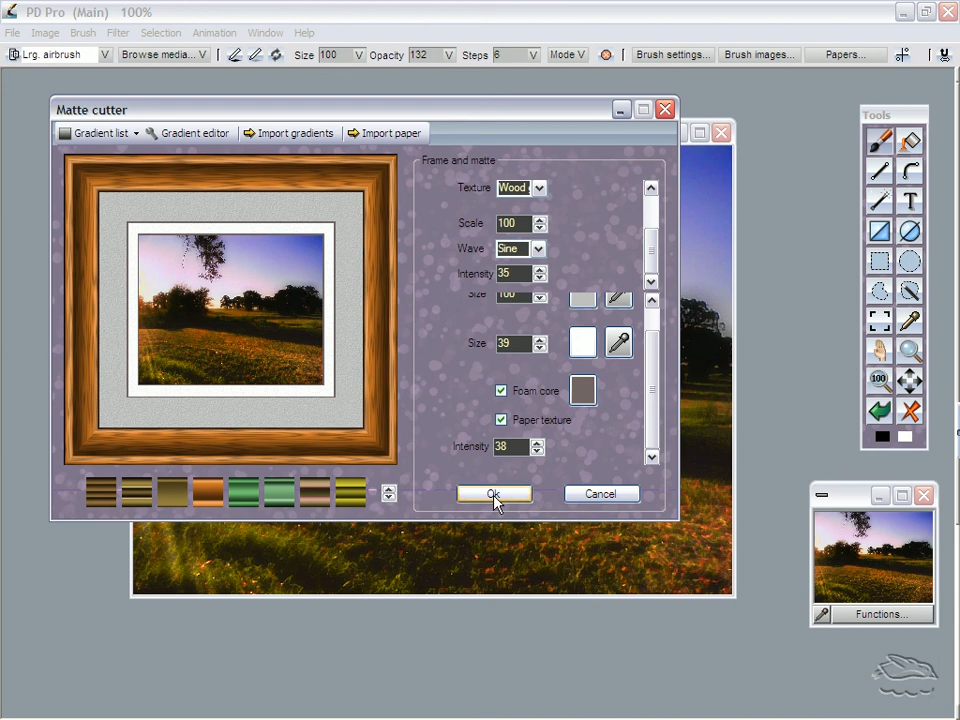 PD Pro (Main) 100%
File Image Brush Filter Selection Animation Window Help
Lrg. airbrush Browse media... Size 100 Opacity 132 Steps 6 Mode Brush settings... Brush images... Papers...
Matte cutter
Gradient list Gradient editor Import gradients Import paper
Frame and matte
Texture Wood
Scale 100
Wave Sine
Intensity 35
Size 100
Size 39
Foam core
Paper texture
Intensity 38
Ok Cancel
Tools
T
100
Functions...